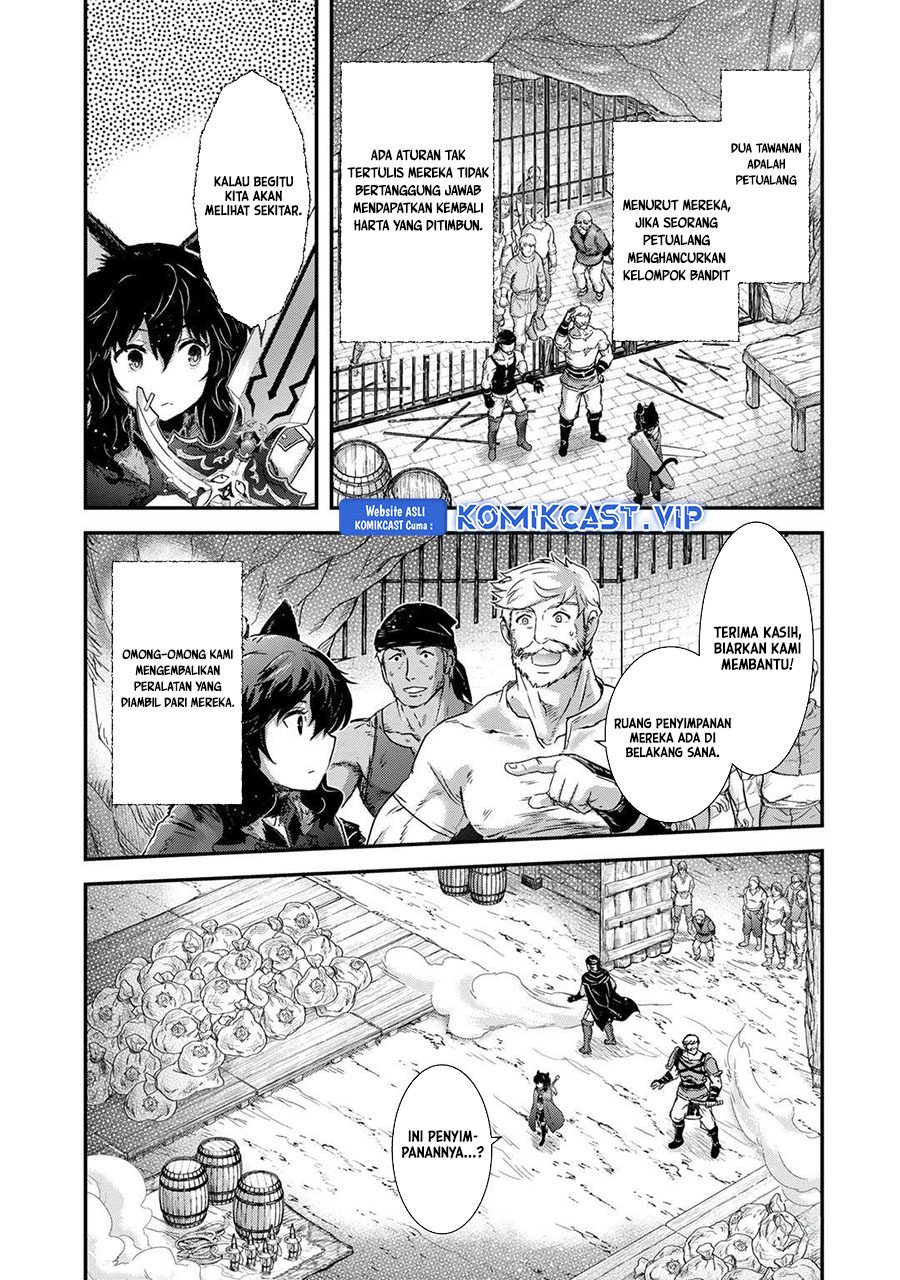 DUA TAWANAN
ADALAH
PETUALANG
MENURUT MEREKA,
JIKA SEORANG
PETUALANG
MENGHANCURKAN
KELOMPOK BANDIT
ADA ATURAN TAK
TERTULIS MEREKA TIDAK
BERTANGGUNG JAWAB
MENDAPATKAN KEMBALI
HARTA YANG DITIMBUN.
KALAU BEGITU
KITA AKAN
MELIHAT SEKITAR.
Website ASLI
KOMIKCAST Cuma :
KOMIKCAST.VIP
TERIMA KASIH,
BIARKAN KAMI
MEMBANTU!
RUANG PENYIMPANAN
MEREKA ADA DI
BELAKANG SANA.
OMONG-OMONG KAMI
MENGEMBALIKAN
PERALATAN YANG
DIAMBIL DARI MEREKA.
INI PENYIM-
PANANNYA...?